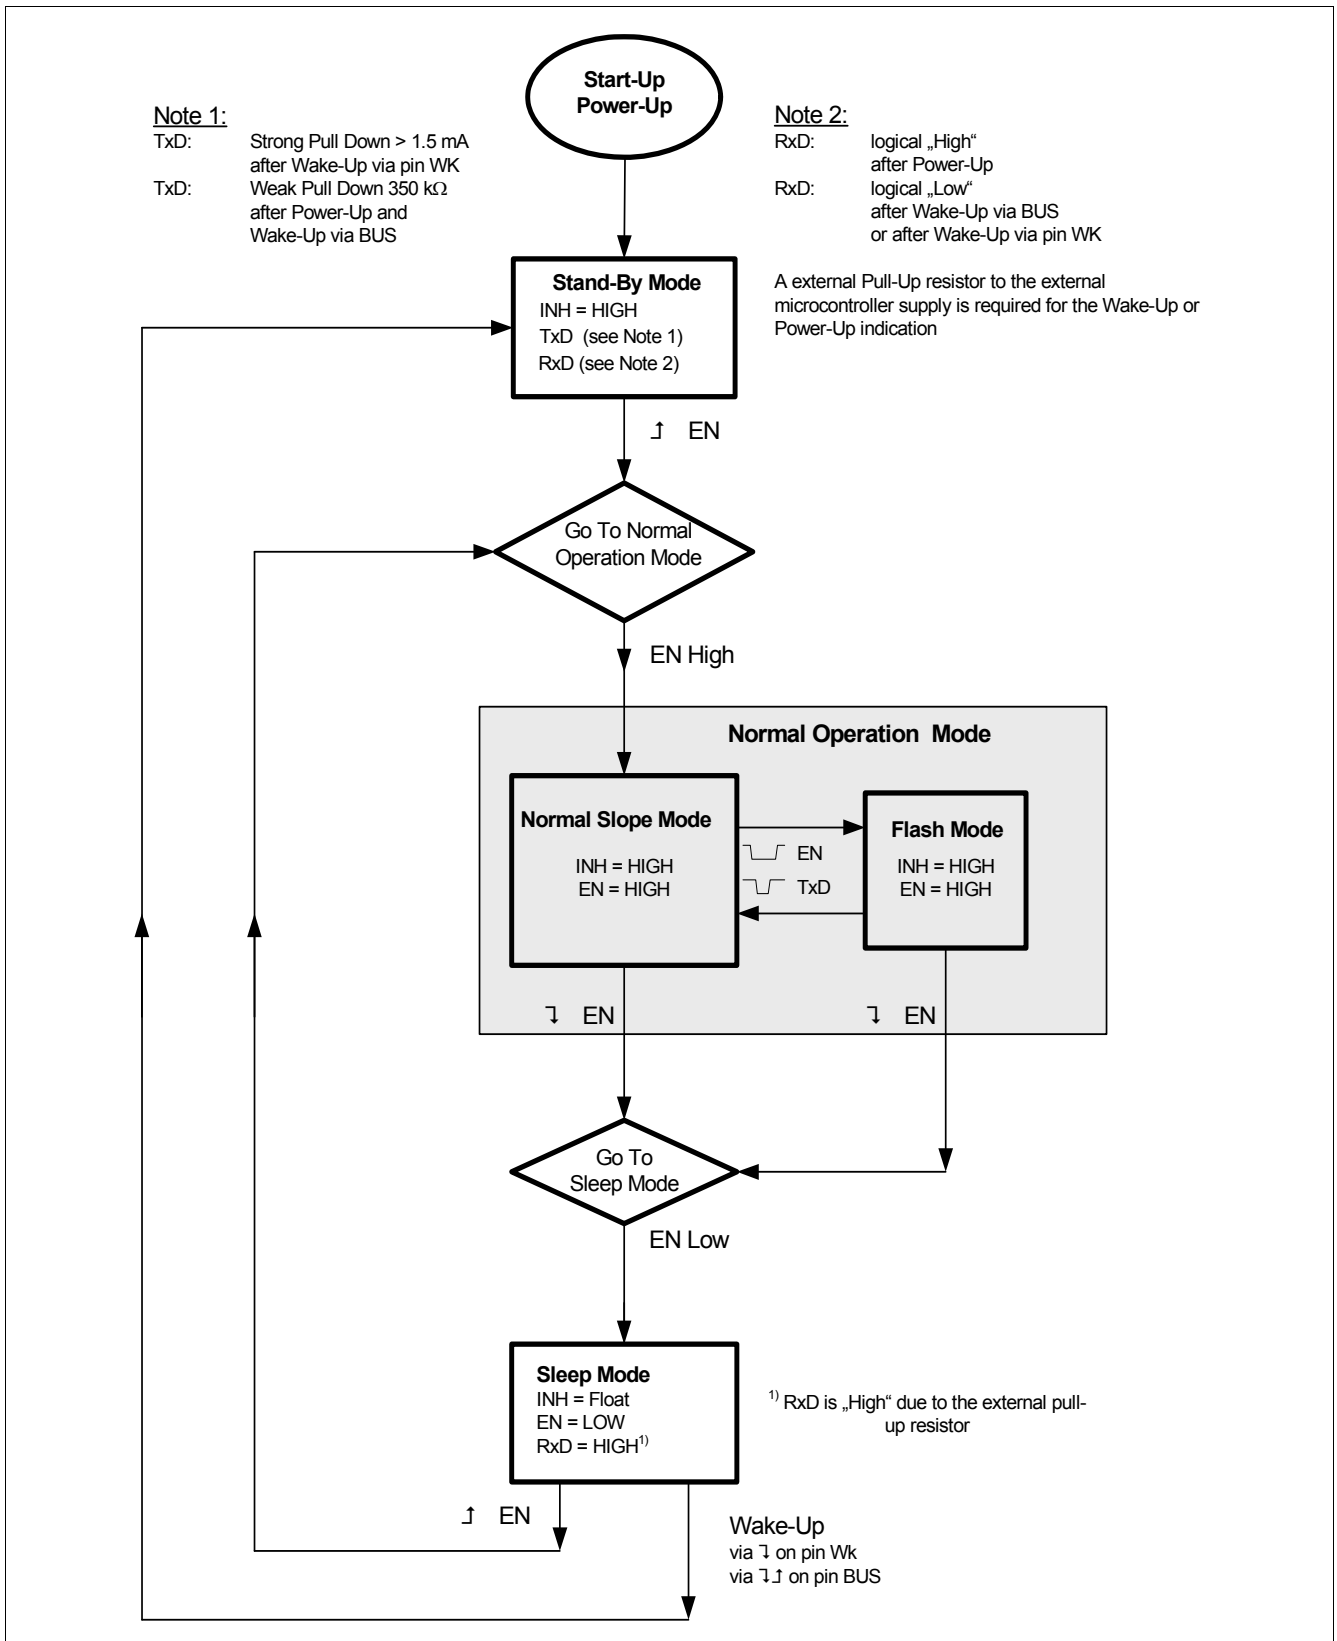 Start-Up
Power-Up
Note 1:
TxD: Strong Pull Down > 1.5 mA
after Wake-Up via pin WK
TxD: Weak Pull Down 350 kΩ
after Power-Up and
Wake-Up via BUS
Note 2:
RxD: logical „High“
after Power-Up
RxD: logical „Low“
after Wake-Up via BUS
or after Wake-Up via pin WK
A external Pull-Up resistor to the external
microcontroller supply is required for the Wake-Up or
Power-Up indication
Stand-By Mode
INH = HIGH
TxD (see Note 1)
RxD (see Note 2)
EN
Go To Normal
Operation Mode
EN High
Normal Operation Mode
Normal Slope Mode
INH = HIGH
EN = HIGH
EN
TxD
Flash Mode
INH = HIGH
EN = HIGH
EN
EN
Go To
Sleep Mode
EN Low
Sleep Mode
INH = Float
EN = LOW
RxD = HIGH1)
1) RxD is „High“ due to the external pull-
up resistor
EN
Wake-Up
via on pin Wk
via on pin BUS